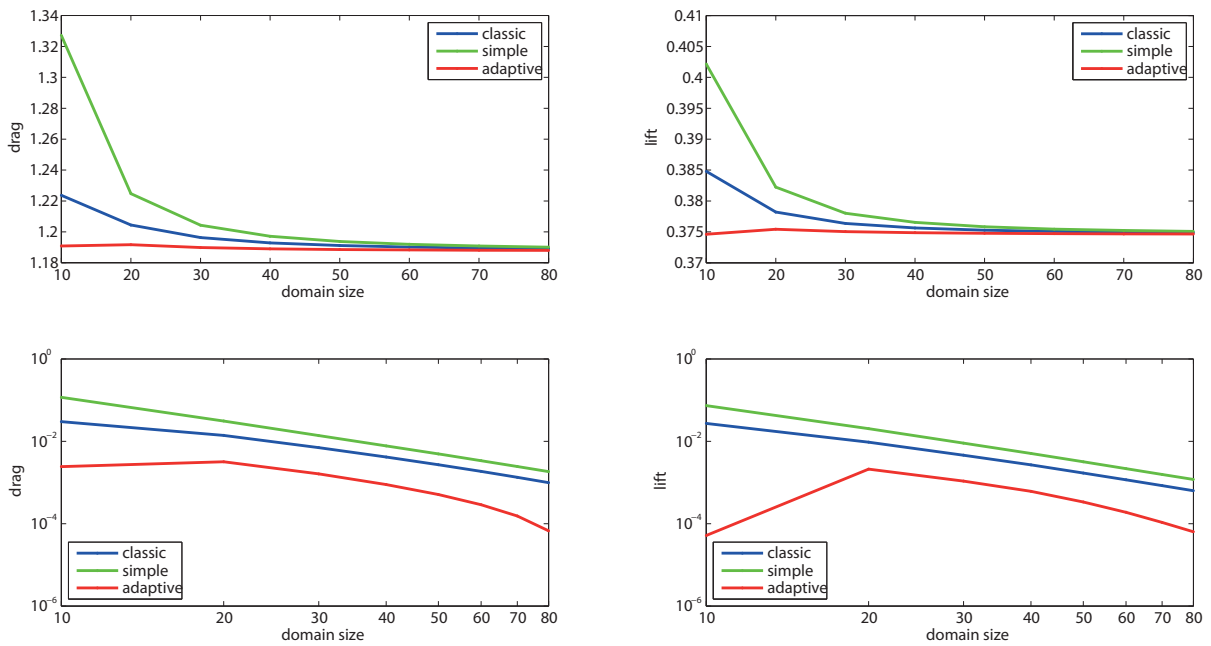 1.34
1.32
1.3
1.28
1.26
1.24
1.22
1.2
1.18
drag
10 20 30 40 50 60 70 80
domain size
classic
simple
adaptive
0.41
0.405
0.4
0.395
0.39
0.385
0.38
0.375
0.37
lift
10 20 30 40 50 60 70 80
domain size
classic
simple
adaptive
10⁰
10⁻²
10⁻⁴
10⁻⁶
drag
10 20 30 40 50 60 70 80
domain size
classic
simple
adaptive
10⁰
10⁻²
10⁻⁴
10⁻⁶
lift
10 20 30 40 50 60 70 80
domain size
classic
simple
adaptive